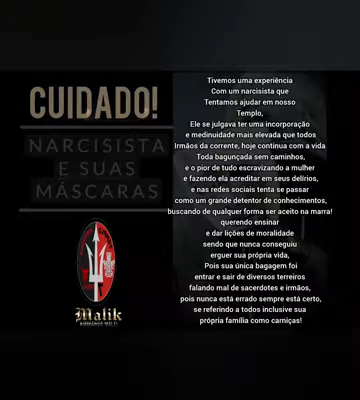 CUIDADO!
NARCISISTA
E SUAS
MÁSCARAS
Malik
Tivemos uma experiência
Com um narcisista que
Tentamos ajudar em nosso
Templo,
Ele se julgava ter uma incorporação
e medinuidade mais elevada que todos
Irmãos da corrente, hoje continua com a vida
Toda bagunçada sem caminhos,
e o pior de tudo escravizando a mulher
e fazendo ela acreditar em seus delírios,
e nas redes sociais tenta se passar
como um grande detentor de conhecimentos,
buscando de qualquer forma ser aceito na marra!
querendo ensinar
e dar lições de moralidade
sendo que nunca conseguiu
erguer sua própria vida,
Pois sua única bagagem foi
entrar e sair de diversos terreiros
falando mal de sacerdotes e irmãos,
pois nunca está errado sempre está certo,
se referindo a todos inclusive sua
própria família como carniças!